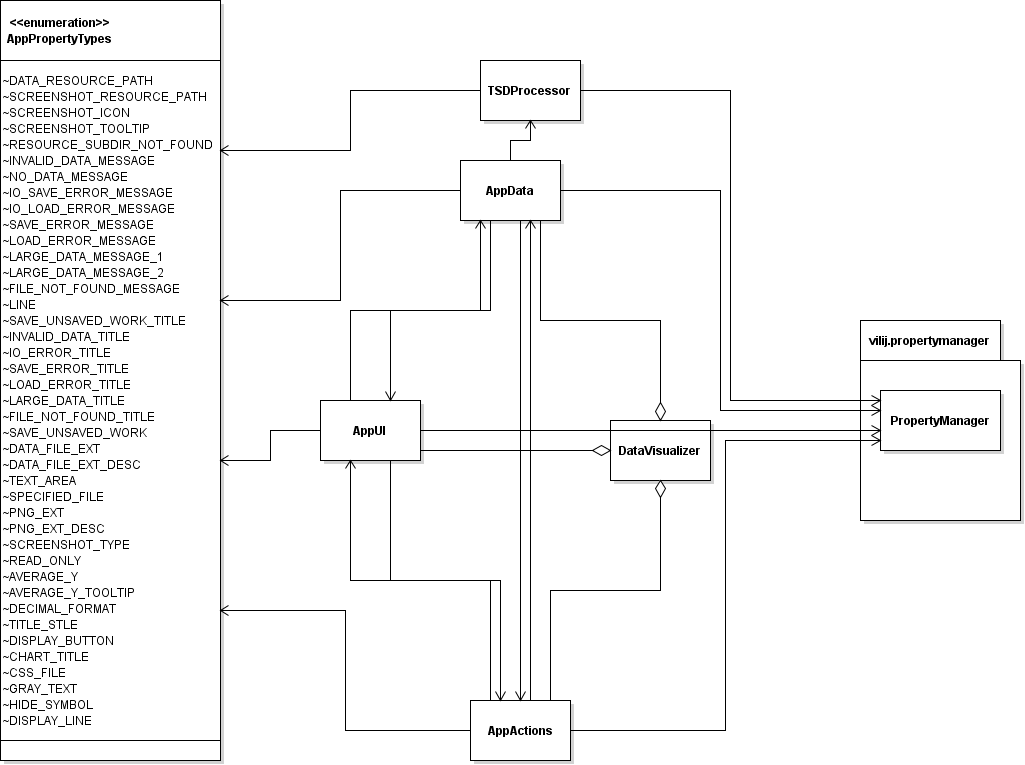 <<enumeration>>
AppPropertyTypes
~DATA_RESOURCE_PATH
~SCREENSHOT_RESOURCE_PATH
~SCREENSHOT_ICON
~SCREENSHOT_TOOLTIP
~RESOURCE_SUBDIR_NOT_FOUND
~INVALID_DATA_MESSAGE
~NO_DATA_MESSAGE
~IO_SAVE_ERROR_MESSAGE
~IO_LOAD_ERROR_MESSAGE
~SAVE_ERROR_MESSAGE
~LOAD_ERROR_MESSAGE
~LARGE_DATA_MESSAGE_1
~LARGE_DATA_MESSAGE_2
~FILE_NOT_FOUND_MESSAGE
~LINE
~SAVE_UNSAVED_WORK_TITLE
~INVALID_DATA_TITLE
~IO_ERROR_TITLE
~SAVE_ERROR_TITLE
~LOAD_ERROR_TITLE
~LARGE_DATA_TITLE
~FILE_NOT_FOUND_TITLE
~SAVE_UNSAVED_WORK
~DATA_FILE_EXT
~DATA_FILE_EXT_DESC
~TEXT_AREA
~SPECIFIED_FILE
~PNG_EXT
~PNG_EXT_DESC
~SCREENSHOT_TYPE
~READ_ONLY
~AVERAGE_Y
~AVERAGE_Y_TOOLTIP
~DECIMAL_FORMAT
~TITLE_STLE
~DISPLAY_BUTTON
~CHART_TITLE
~CSS_FILE
~GRAY_TEXT
~HIDE_SYMBOL
~DISPLAY_LINE
TSDProcessor
AppData
AppUI
DataVisualizer
AppActions
vilij.propertymanager
PropertyManager